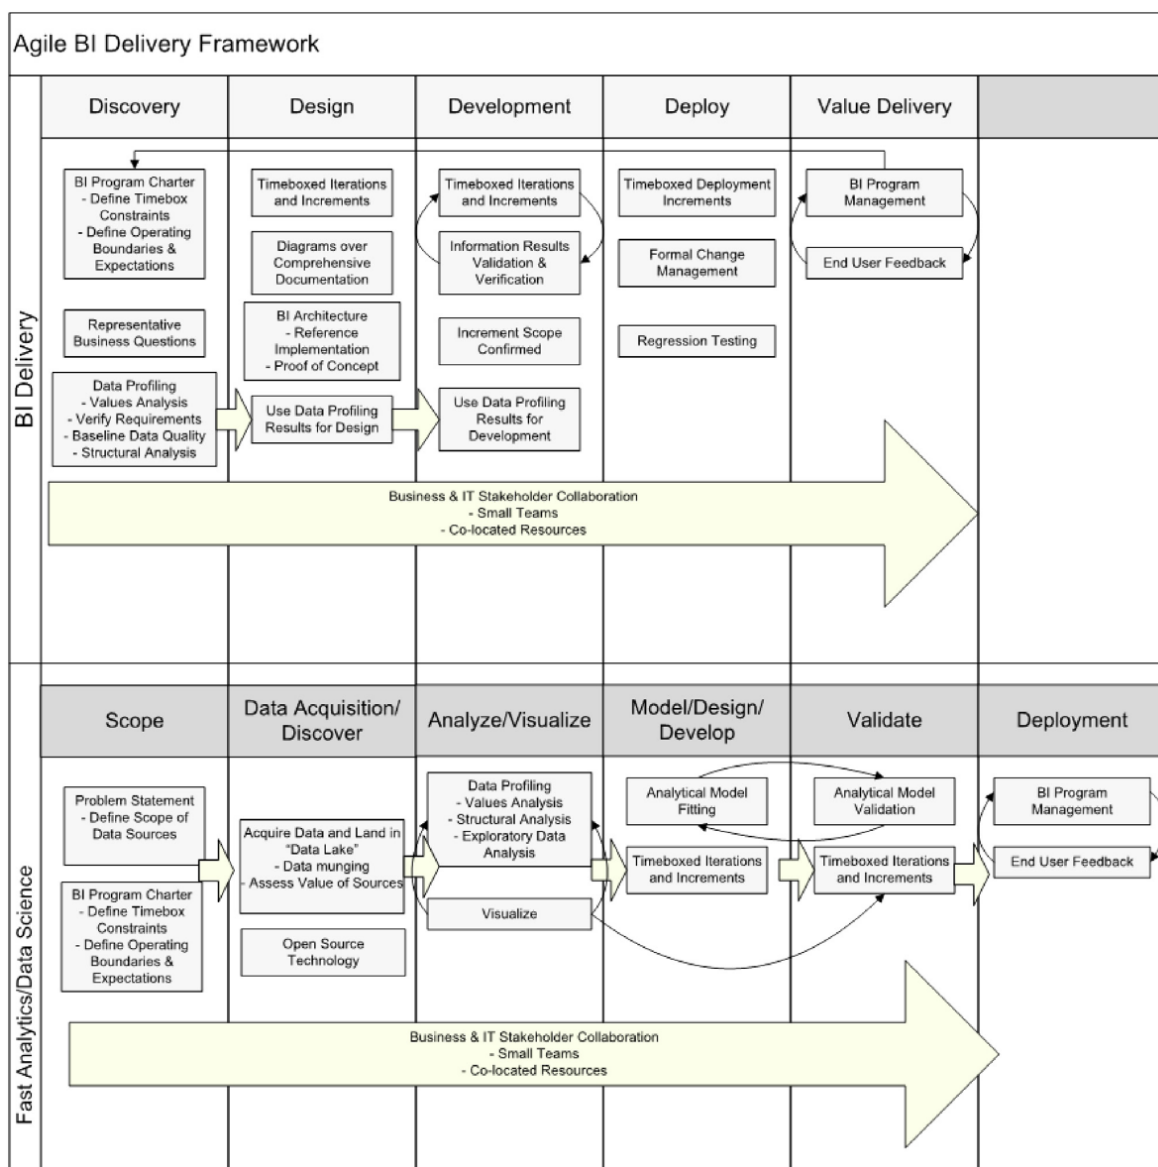 Agile BI Delivery Framework
BI Delivery
Discovery
Design
Development
Deploy
Value Delivery
BI Program Charter
- Define Timebox
Constraints
- Define Operating
Boundaries &
Expectations
Representative
Business Questions
Data Profiling
- Values Analysis
- Verify Requirements
- Baseline Data Quality
- Structural Analysis
Timeboxed Iterations
and Increments
Diagrams over
Comprehensive
Documentation
BI Architecture
- Reference
Implementation
- Proof of Concept
Use Data Profiling
Results for Design
Timeboxed Iterations
and Increments
Information Results
Validation &
Verification
Increment Scope
Confirmed
Use Data Profiling
Results for
Development
Timeboxed Deployment
Increments
Formal Change
Management
Regression Testing
BI Program
Management
End User Feedback
Business & IT Stakeholder Collaboration
- Small Teams
- Co-located Resources
Fast Analytics/Data Science
Scope
Data Acquisition/
Discover
Analyze/Visualize
Model/Design/
Develop
Validate
Deployment
Problem Statement
- Define Scope of
Data Sources
BI Program Charter
- Define Timebox
Constraints
- Define Operating
Boundaries &
Expectations
Acquire Data and Land in
“Data Lake”
- Data munging
- Assess Value of Sources
Open Source
Technology
Data Profiling
- Values Analysis
- Structural Analysis
- Exploratory Data
Analysis
Visualize
Analytical Model
Fitting
Timeboxed Iterations
and Increments
Analytical Model
Validation
Timeboxed Iterations
and Increments
BI Program
Management
End User Feedback
Business & IT Stakeholder Collaboration
- Small Teams
- Co-located Resources